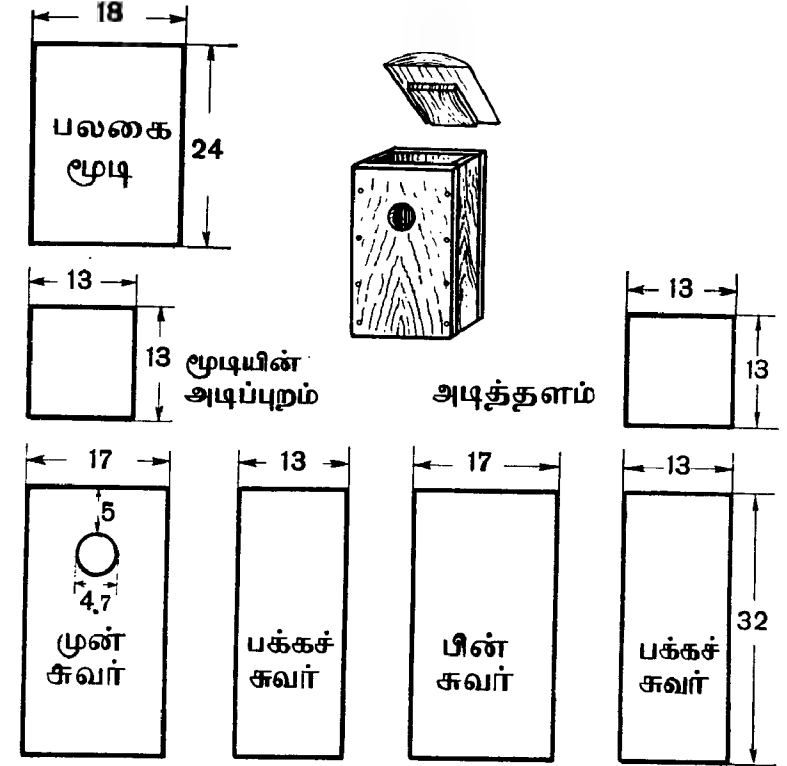 18
பலகை
மூடி
24
13
13
மூடியின்
அடிப்புறம்
அடித்தளம்
13
13
17
5
4.7
முன்
சுவர்
13
பக்கச்
சுவர்
17
பின்
சுவர்
13
பக்கச்
சுவர்
32